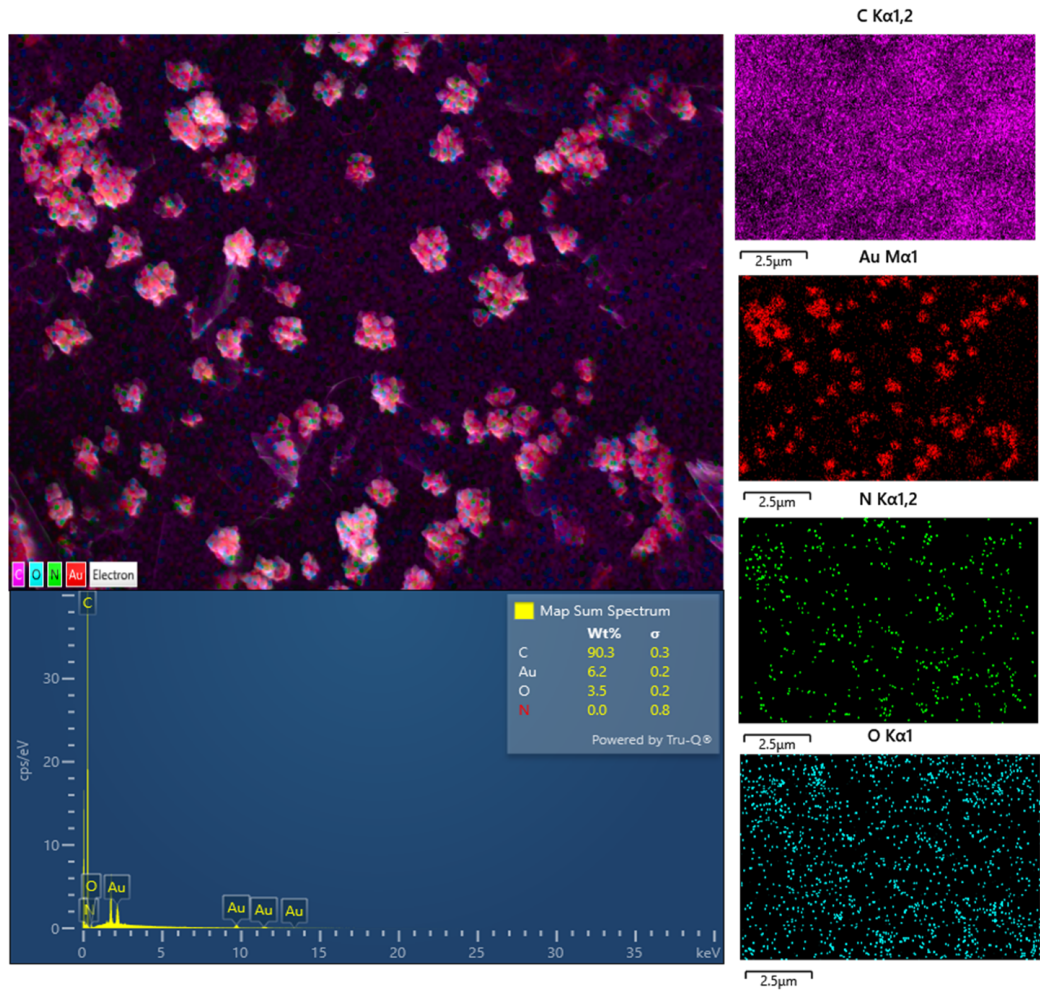 C Kα1,2
2.5µm
Au Mα1
2.5µm
N Kα1,2
2.5µm
O Kα1
2.5µm
C O N Au Electron
C
Map Sum Spectrum
Wt% σ
C 90.3 0.3
Au 6.2 0.2
O 3.5 0.2
N 0.0 0.8
Powered by Tru-Q®
cps/eV
30
20
10
0
O Au
N
Au Au Au
0 5 10 15 20 25 30 35 keV